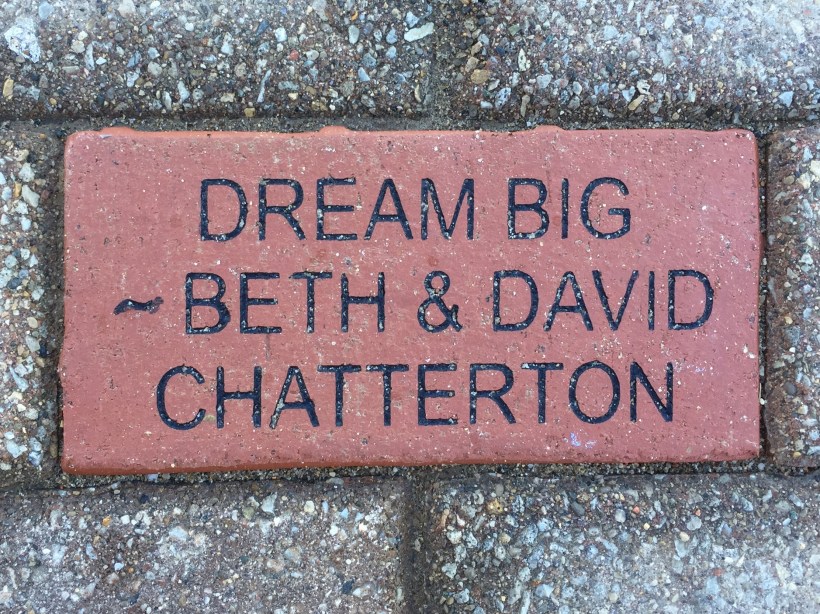 DREAM BIG
~ BETH & DAVID
CHATTERTON